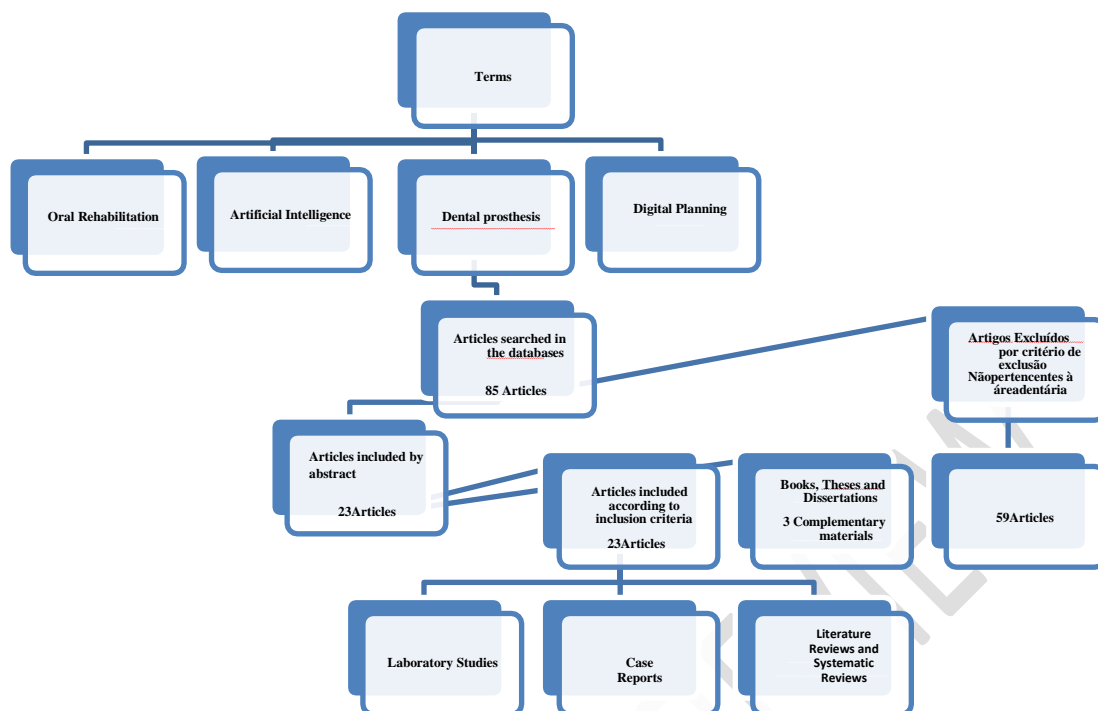 Terms
Oral Rehabilitation
Artificial Intelligence
Dental prosthesis
Digital Planning
Articles searched in
the databases
85 Articles
Artigos Excluídos
por critério de
exclusão
Nãopertencentes à
áreadentária
Articles included by
abstract
23Articles
Articles included
according to
inclusion criteria
23Articles
Books, Theses and
Dissertations
3 Complementary
materials
59Articles
Laboratory Studies
Case
Reports
Literature
Reviews and
Systematic
Reviews